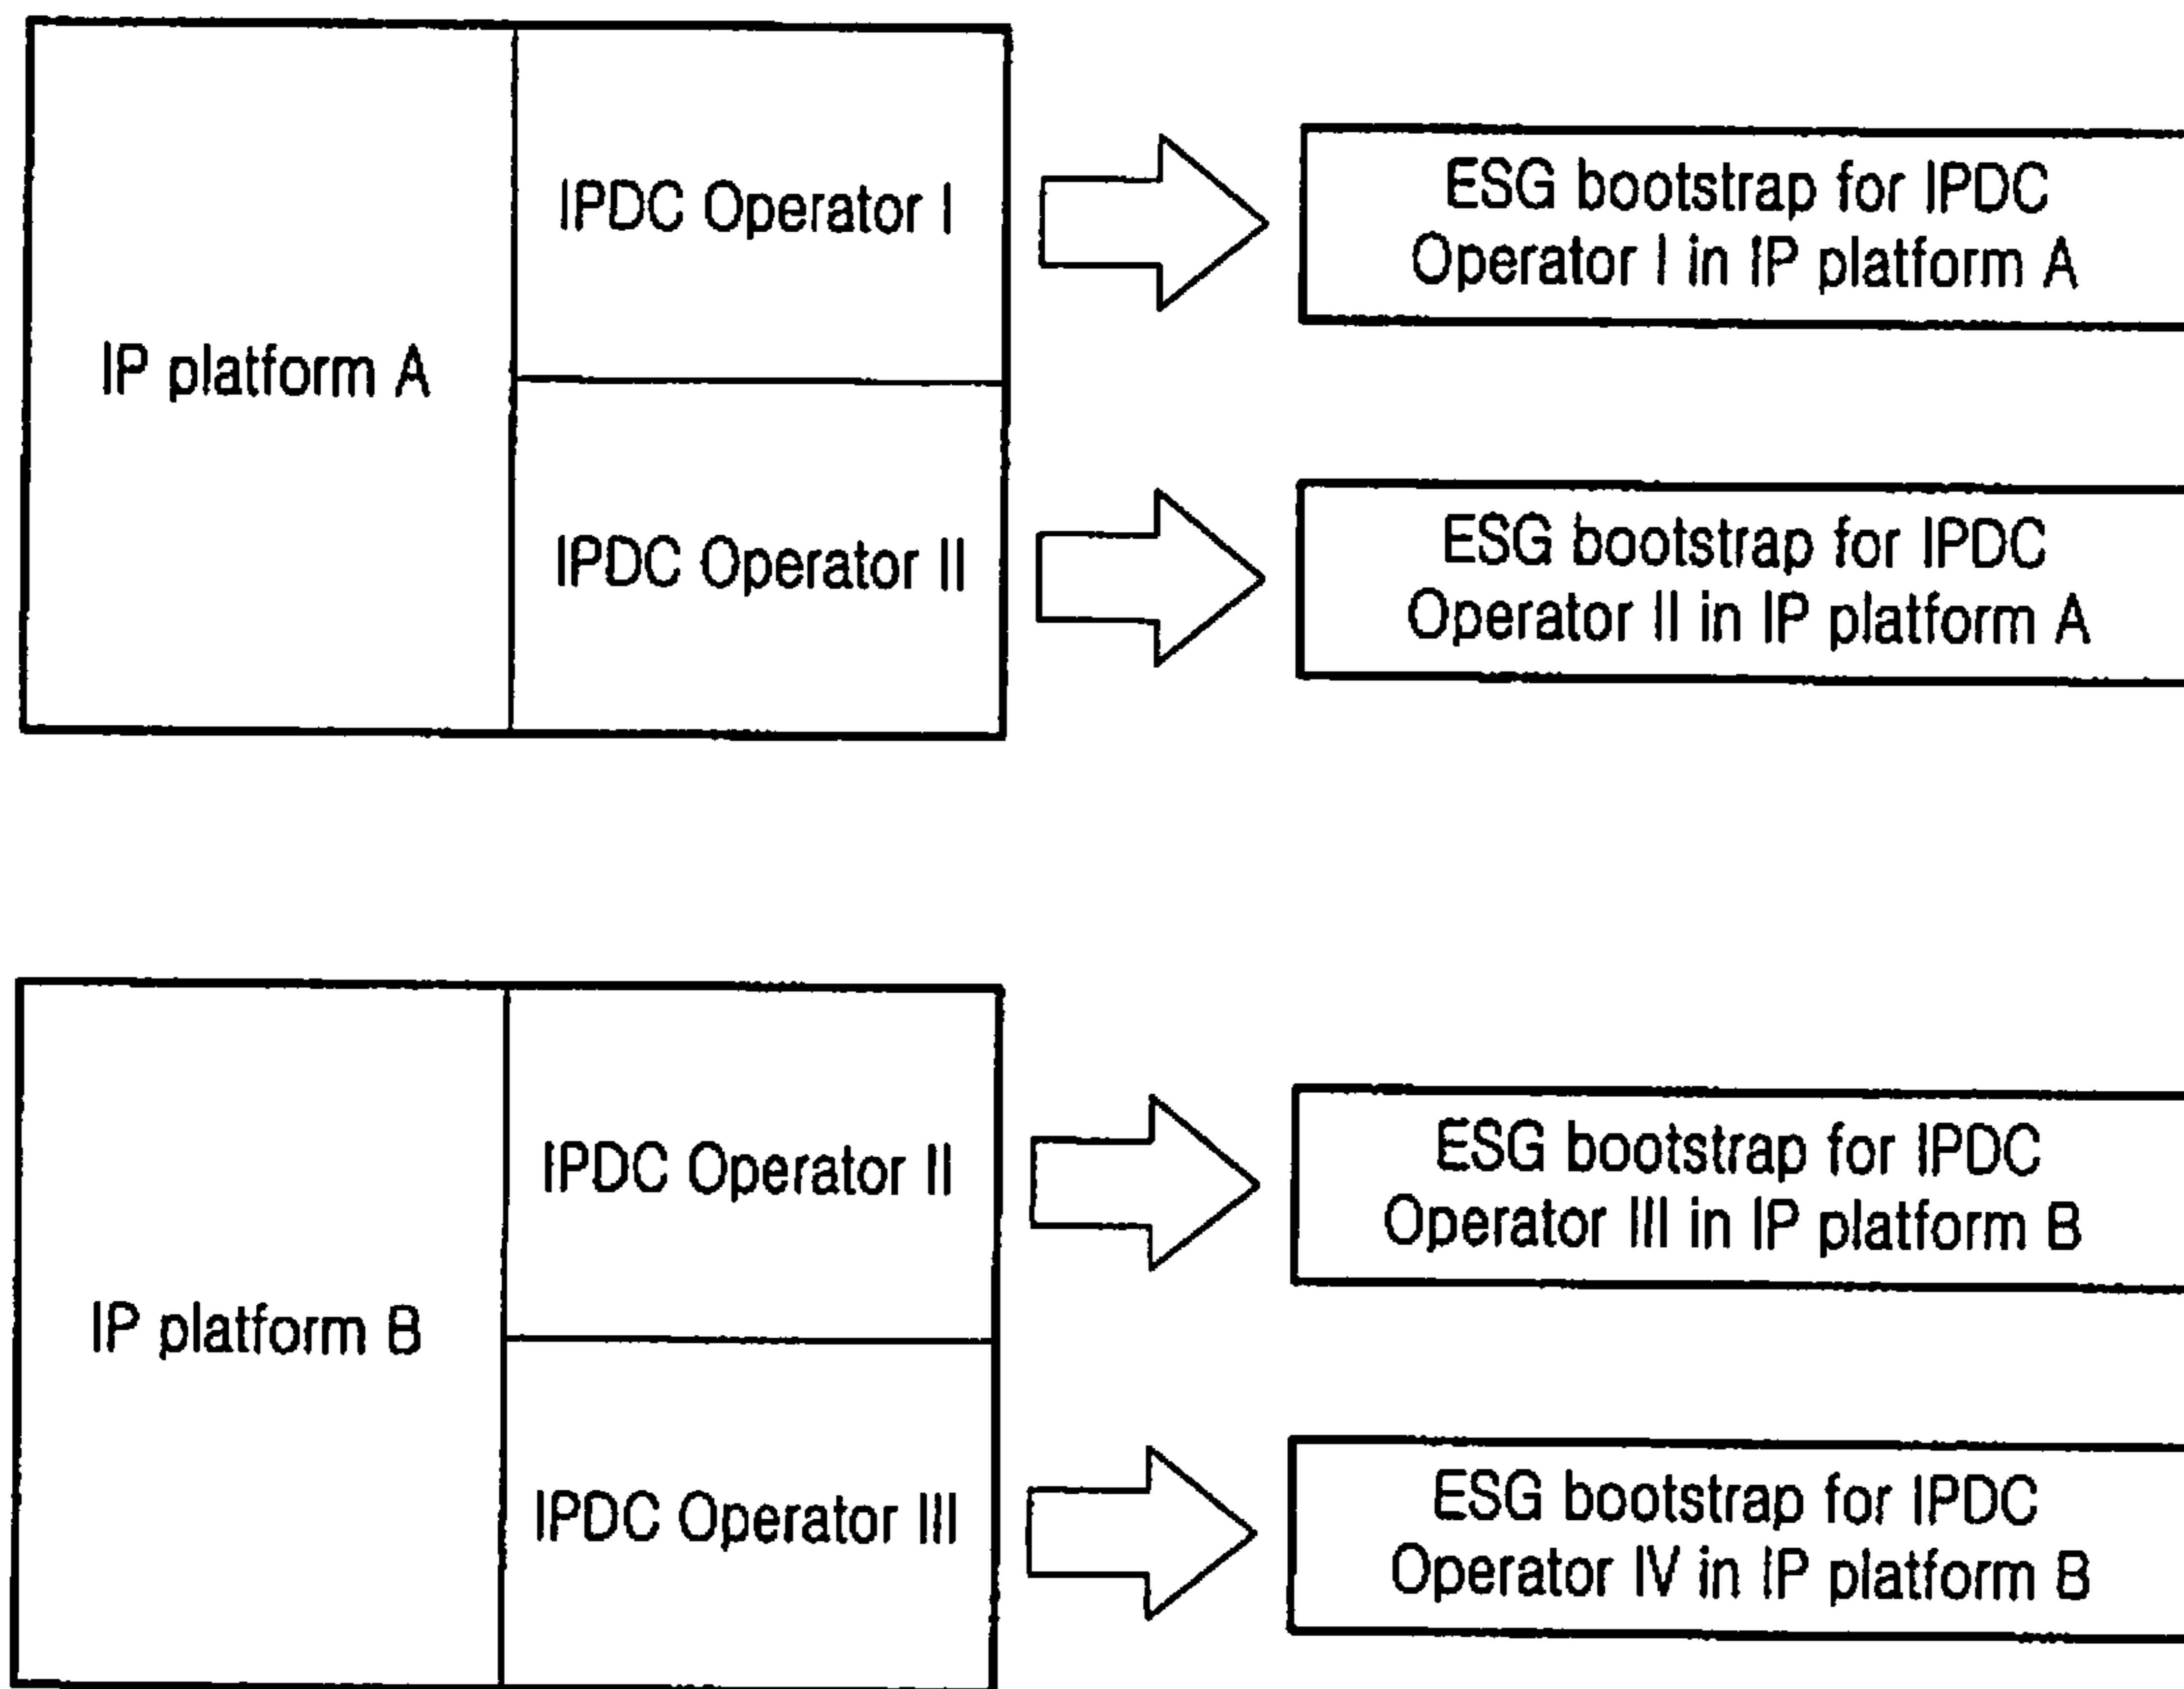 IPDC Operator I
ESG bootstrap for IPDC
Operator I in IP platform A
IP platform A
IPDC Operator II
ESG bootstrap for IPDC
Operator II in IP platform A
IPDC Operator II
ESG bootstrap for IPDC
Operator III in IP platform B
IP platform B
IPDC Operator III
ESG bootstrap for IPDC
Operator IV in IP platform B